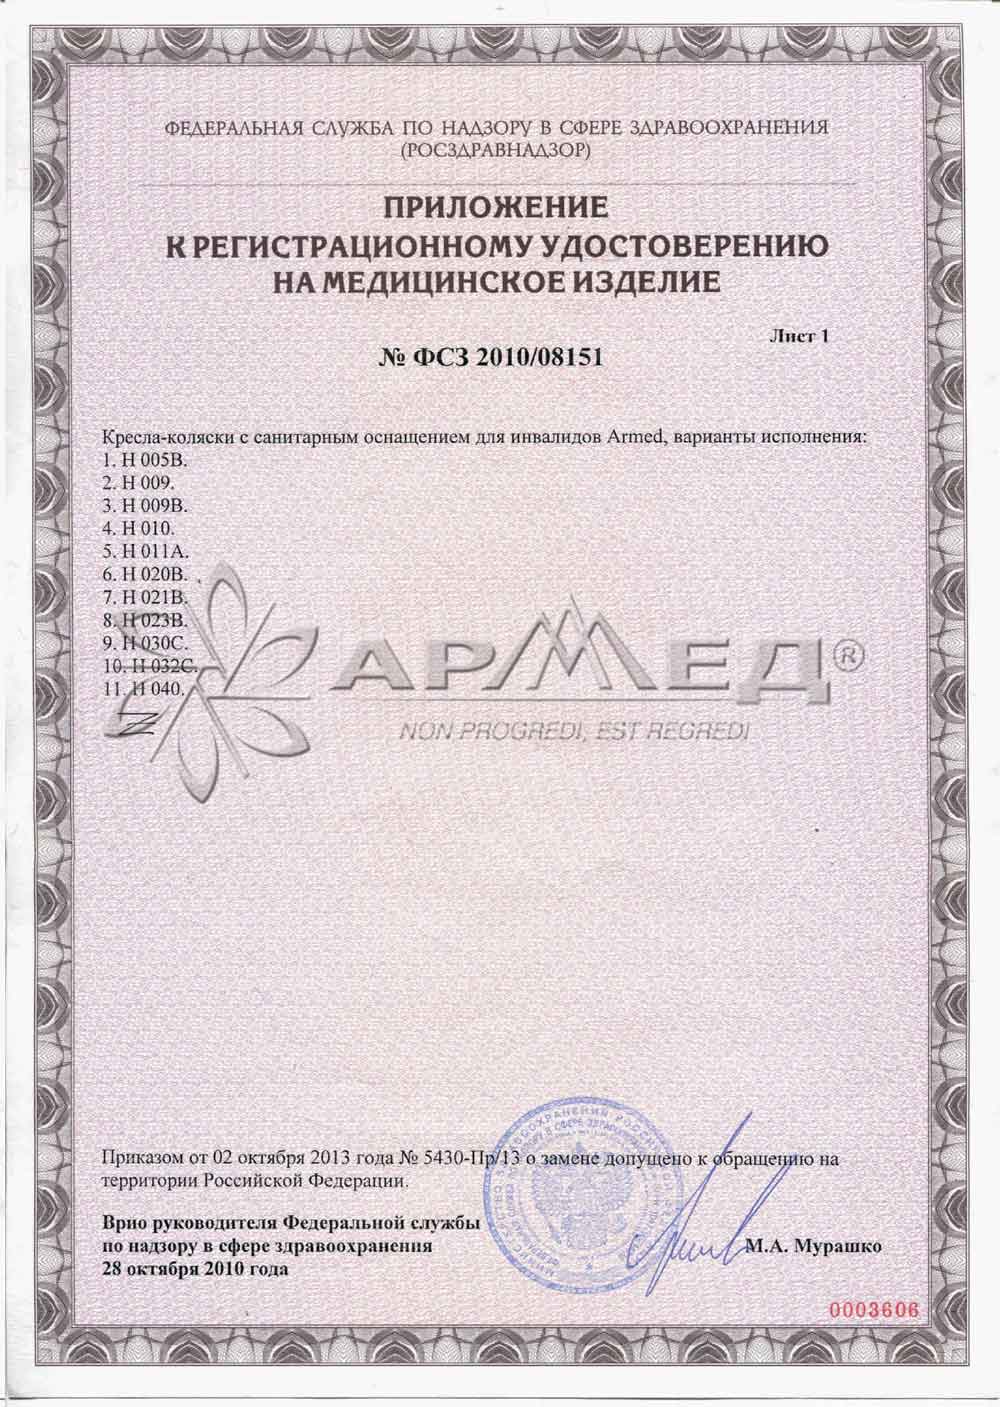 ФЕДЕРАЛЬНАЯ СЛУЖБА ПО НАДЗОРУ В СФЕРЕ ЗДРАВООХРАНЕНИЯ
(РОСЗДРАВНАДЗОР)
ПРИЛОЖЕНИЕ
К РЕГИСТРАЦИОННОМУ УДОСТОВЕРЕНИЮ
НА МЕДИЦИНСКОЕ ИЗДЕЛИЕ
Лист 1
№ ФСЗ 2010/08151
Кресла-коляски с санитарным оснащением для инвалидов Armed, варианты исполнения:
1. Н 005В.
2. Н 009.
3. Н 009В.
4. Н 010.
5. Н 011А.
6. Н 020В.
7. Н 021В.
8. Н 023В.
9. Н 030С.
10. Н 032С.
11. Н 040.
АРМЕД®
NON PROGREDI, EST REGREDI
Приказом от 02 октября 2013 года № 5430-Пр/13 о замене допущено к обращению на
территории Российской Федерации.
Врио руководителя Федеральной службы
по надзору в сфере здравоохранения
28 октября 2010 года
М.А. Мурашко
0003606